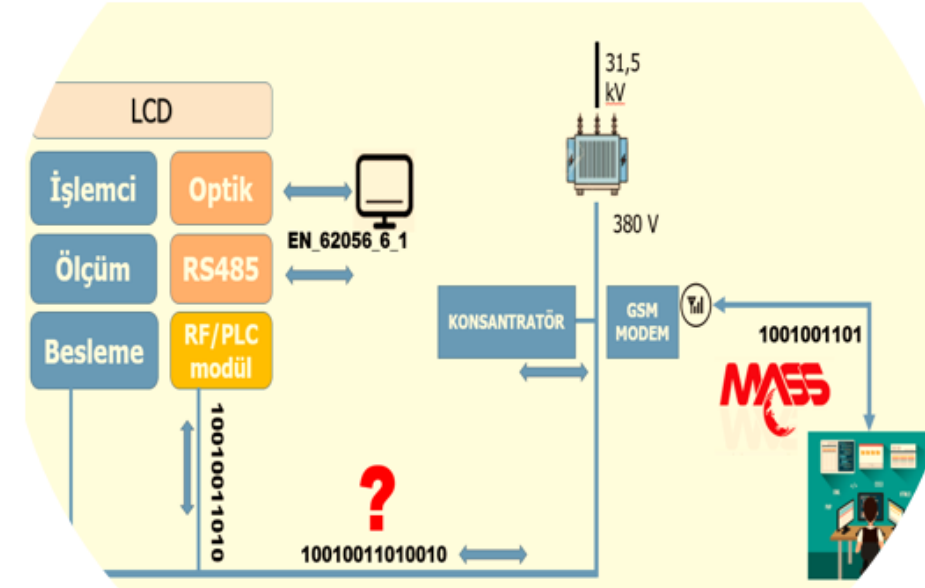 LCD
İşlemci
Optik
EN_62056_6_1
Ölçüm
RS485
Besleme
RF/PLC
modül
10010011010
?
10010011010010
31,5
kV
380 V
KONSANTRATÖR
GSM
MODEM
1001001101
MASS